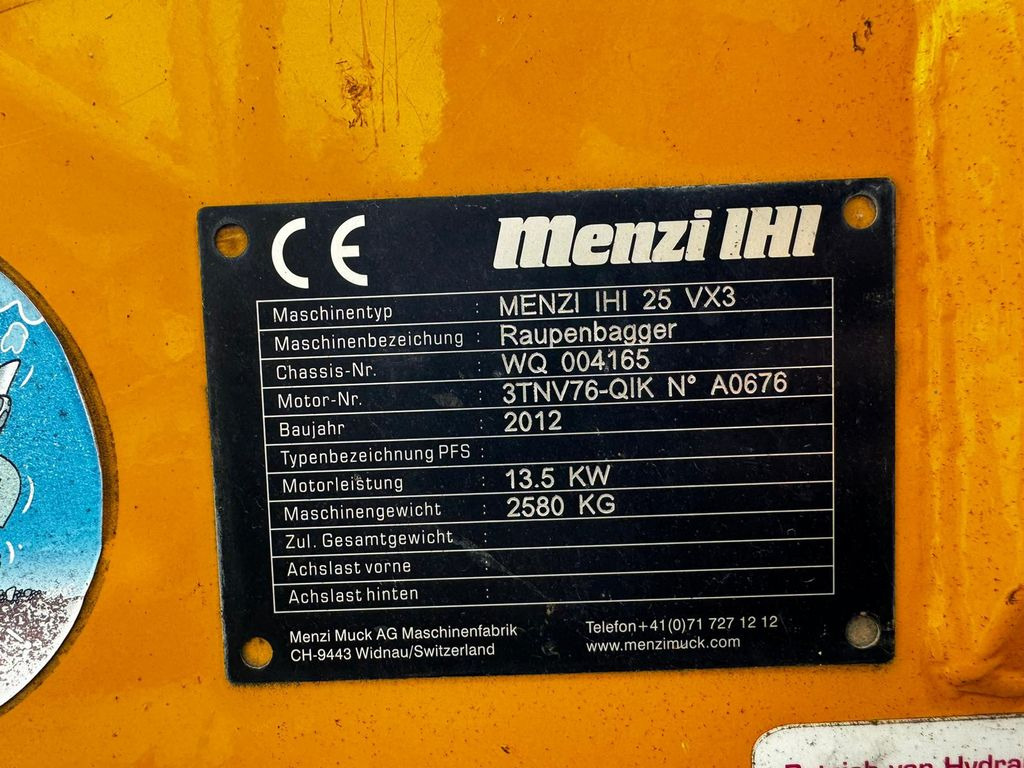 CE Menzi IHI
Maschinentyp : MENZI IHI 25 VX3
Maschinenbezeichung : Raupenbagger
Chassis-Nr. : WQ 004165
Motor-Nr. : 3TNV76-QIK N° A0676
Baujahr : 2012
Typenbezeichnung PFS :
Motorleistung : 13.5 KW
Maschinengewicht : 2580 KG
Zul. Gesamtgewicht :
Achslast vorne :
Achslast hinten :
Menzi Muck AG Maschinenfabrik
CH-9443 Widnau/Switzerland
Telefon+41(0)71 727 12 12
www.menzimuck.com
von